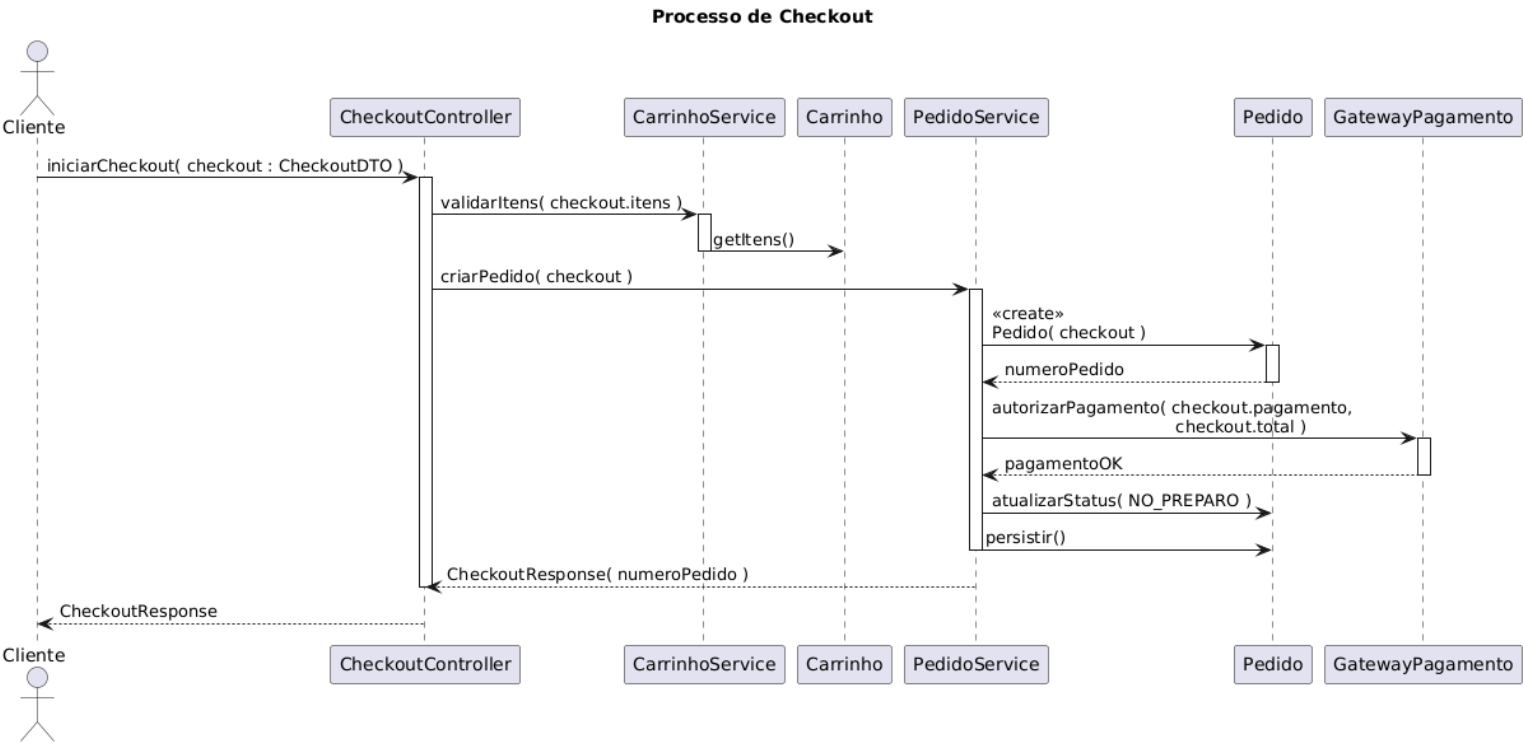 Processo de Checkout
Cliente
CheckoutController
CarrinhoService
Carrinho
PedidoService
Pedido
GatewayPagamento
iniciarCheckout( checkout : CheckoutDTO )
validarItens( checkout.itens )
getItens()
criarPedido( checkout )
«create»
Pedido( checkout )
numeroPedido
autorizarPagamento( checkout.pagamento,
checkout.total )
pagamentoOK
atualizarStatus( NO_PREPARO )
persistir()
CheckoutResponse( numeroPedido )
CheckoutResponse
Cliente
CheckoutController
CarrinhoService
Carrinho
PedidoService
Pedido
GatewayPagamento